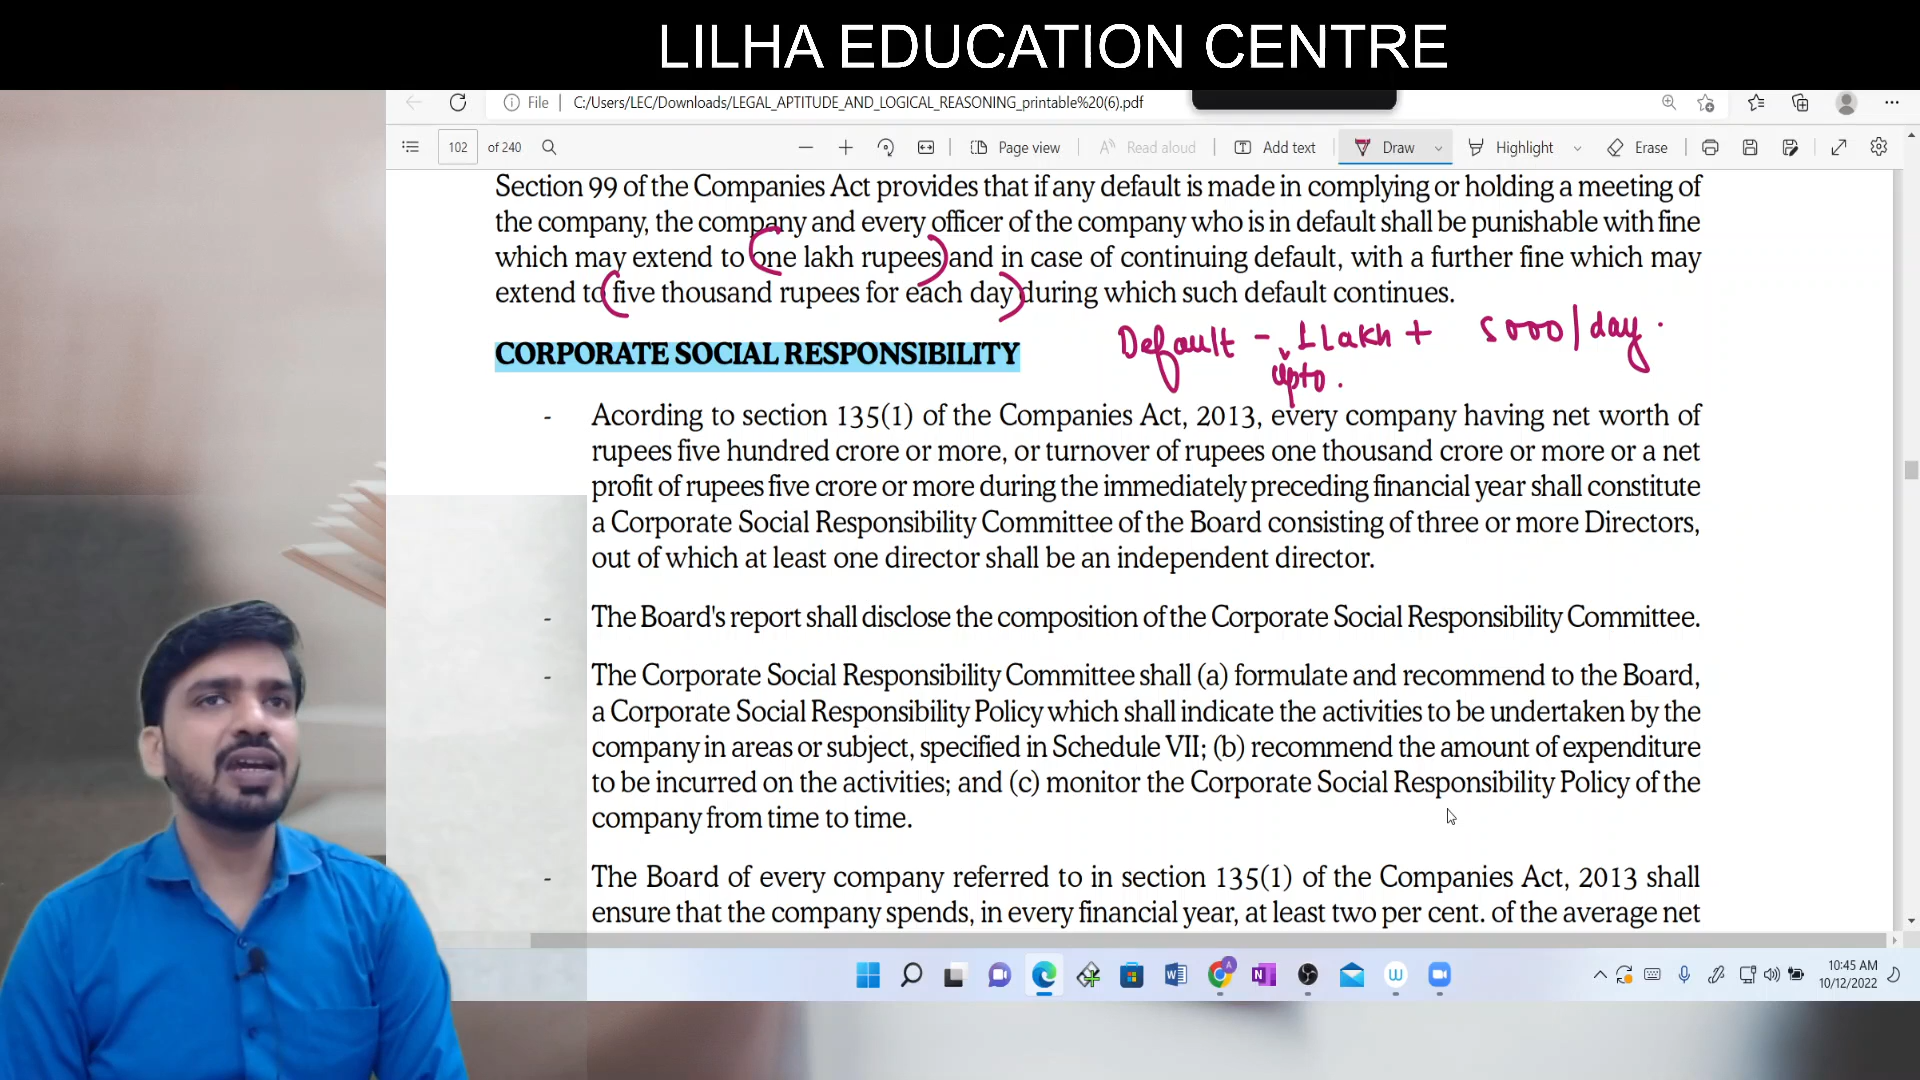 LILHA EDUCATION CENTRE
File | C:/Users/LEC/Downloads/LEGAL_APTITUDE_AND_LOGICAL_REASONING_printable%20(6).pdf
102 of 240 Page view Read aloud Add text Draw Highlight Erase
Section 99 of the Companies Act provides that if any default is made in complying or holding a meeting of
the company, the company and every officer of the company who is in default shall be punishable with fine
which may extend to (one lakh rupees) and in case of continuing default, with a further fine which may
extend to (five thousand rupees for each day) during which such default continues.
Default - 1 Lakh + 5000/day.
upto.
CORPORATE SOCIAL RESPONSIBILITY
- Acording to section 135(1) of the Companies Act, 2013, every company having net worth of
rupees five hundred crore or more, or turnover of rupees one thousand crore or more or a net
profit of rupees five crore or more during the immediately preceding financial year shall constitute
a Corporate Social Responsibility Committee of the Board consisting of three or more Directors,
out of which at least one director shall be an independent director.
- The Board's report shall disclose the composition of the Corporate Social Responsibility Committee.
- The Corporate Social Responsibility Committee shall (a) formulate and recommend to the Board,
a Corporate Social Responsibility Policy which shall indicate the activities to be undertaken by the
company in areas or subject, specified in Schedule VII; (b) recommend the amount of expenditure
to be incurred on the activities; and (c) monitor the Corporate Social Responsibility Policy of the
company from time to time.
- The Board of every company referred to in section 135(1) of the Companies Act, 2013 shall
ensure that the company spends, in every financial year, at least two per cent. of the average net
10:45 AM
10/12/2022